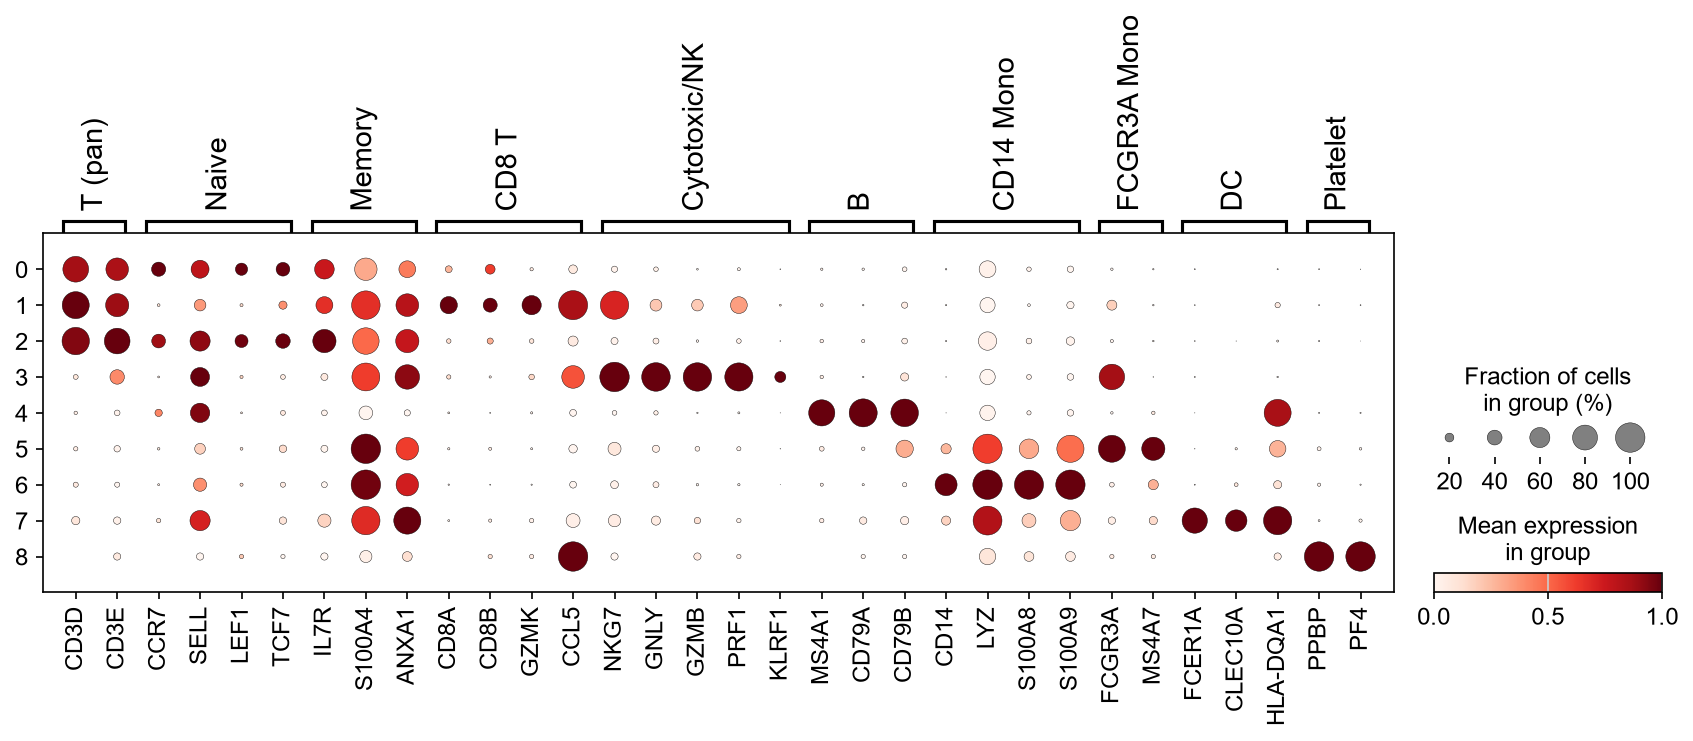 T (pan)
Naive
Memory
CD8 T
Cytotoxic/NK
B
CD14 Mono
FCGR3A Mono
DC
Platelet
0
1
2
3
4
5
6
7
8
CD3D
CD3E
CCR7
SELL
LEF1
TCF7
IL7R
S100A4
ANXA1
CD8A
CD8B
GZMK
CCL5
NKG7
GNLY
GZMB
PRF1
KLRF1
MS4A1
CD79A
CD79B
CD14
LYZ
S100A8
S100A9
FCGR3A
MS4A7
FCER1A
CLEC10A
HLA-DQA1
PPBP
PF4
Fraction of cells
in group (%)
20 40 60 80 100
Mean expression
in group
0.0 0.5 1.0